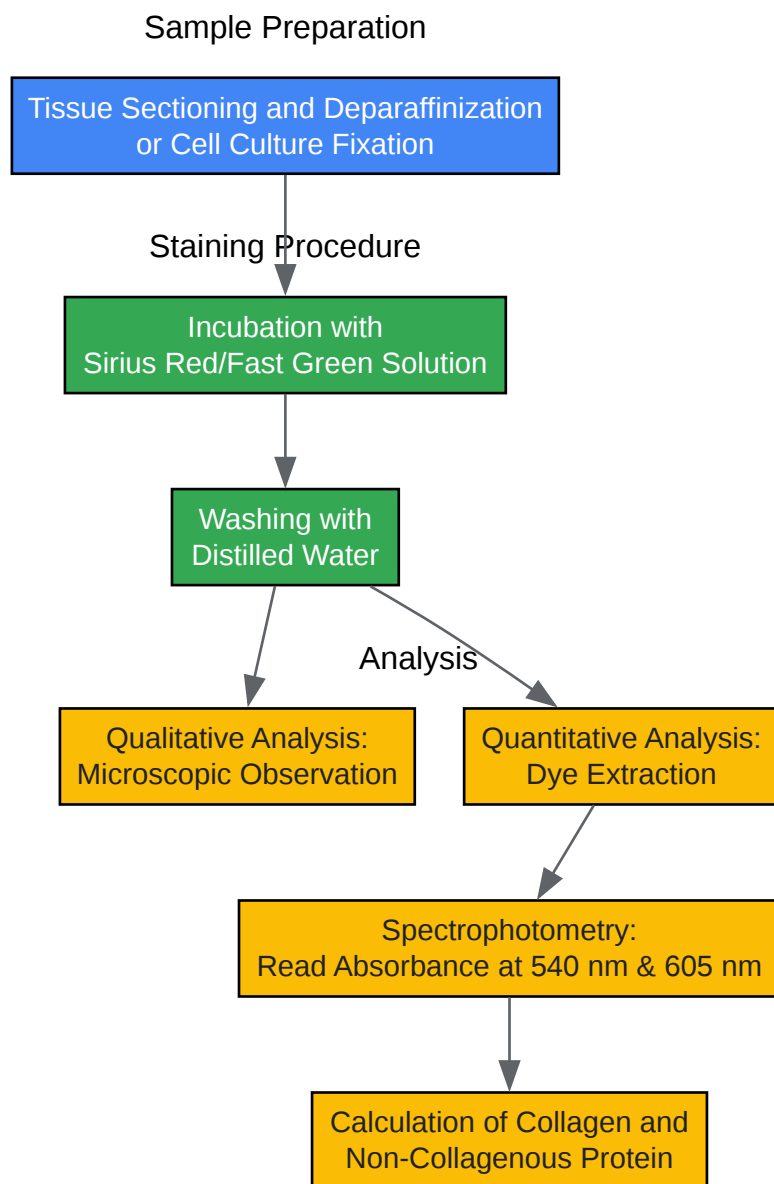 Sample Preparation
Tissue Sectioning and Deparaffinization
or Cell Culture Fixation
Staining Procedure
Incubation with
Sirius Red/Fast Green Solution
Washing with
Distilled Water
Analysis
Qualitative Analysis:
Microscopic Observation
Quantitative Analysis:
Dye Extraction
Spectrophotometry:
Read Absorbance at 540 nm & 605 nm
Calculation of Collagen and
Non-Collagenous Protein